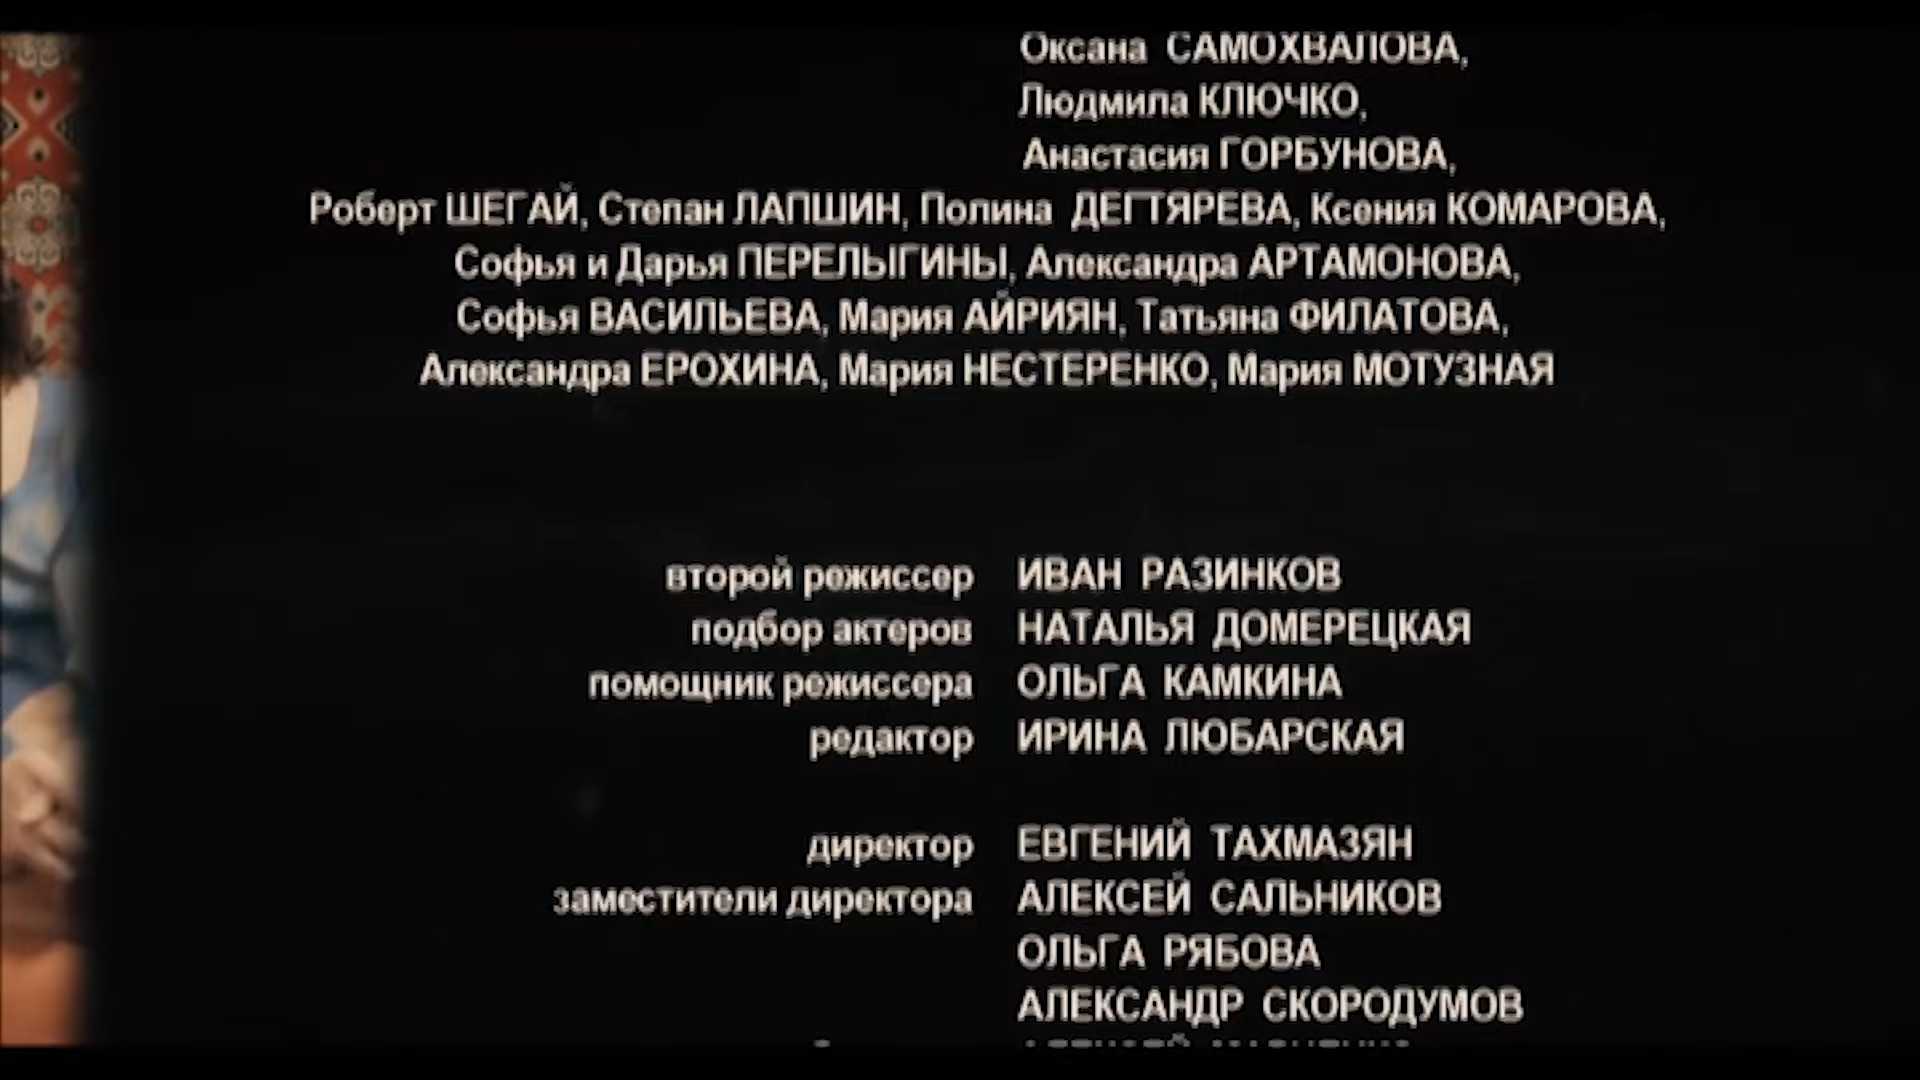 Оксана САМОХВАЛОВА,
Людмила КЛЮЧКО,
Анастасия ГОРБУНОВА,
Роберт ШЕГАЙ, Степан ЛАПШИН, Полина ДЕГТЯРЕВА, Ксения КОМАРОВА,
Софья и Дарья ПЕРЕЛЫГИНЫ, Александра АРТАМОНОВА,
Софья ВАСИЛЬЕВА, Мария АЙРИЯН, Татьяна ФИЛАТОВА,
Александра ЕРОХИНА, Мария НЕСТЕРЕНКО, Мария МОТУЗНАЯ
второй режиссер ИВАН РАЗИНКОВ
подбор актеров НАТАЛЬЯ ДОМЕРЕЦКАЯ
помощник режиссера ОЛЬГА КАМКИНА
редактор ИРИНА ЛЮБАРСКАЯ
директор ЕВГЕНИЙ ТАХМАЗЯН
заместители директора АЛЕКСЕЙ САЛЬНИКОВ
ОЛЬГА РЯБОВА
АЛЕКСАНДР СКОРОДУМОВ